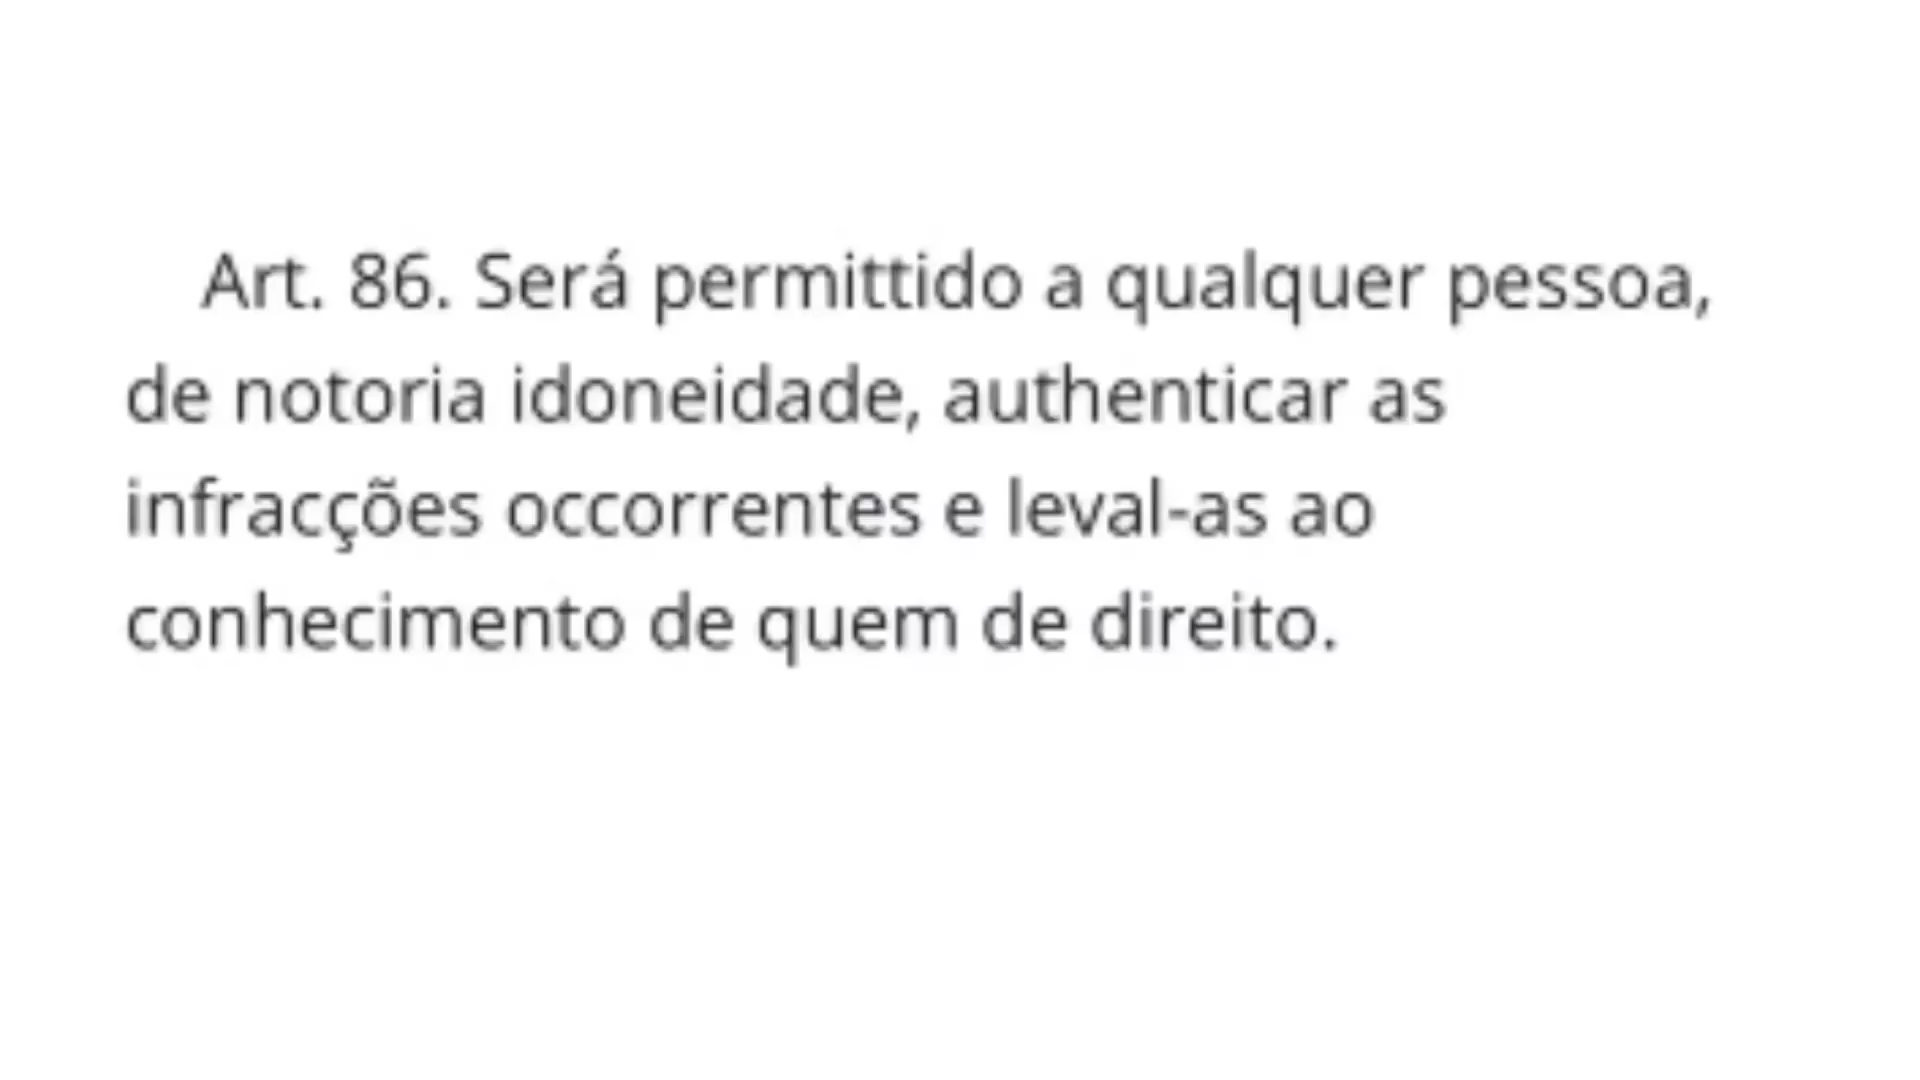 Art. 86. Será permittido a qualquer pessoa,
de notoria idoneidade, authenticar as
infracções occorrentes e leval-as ao
conhecimento de quem de direito.